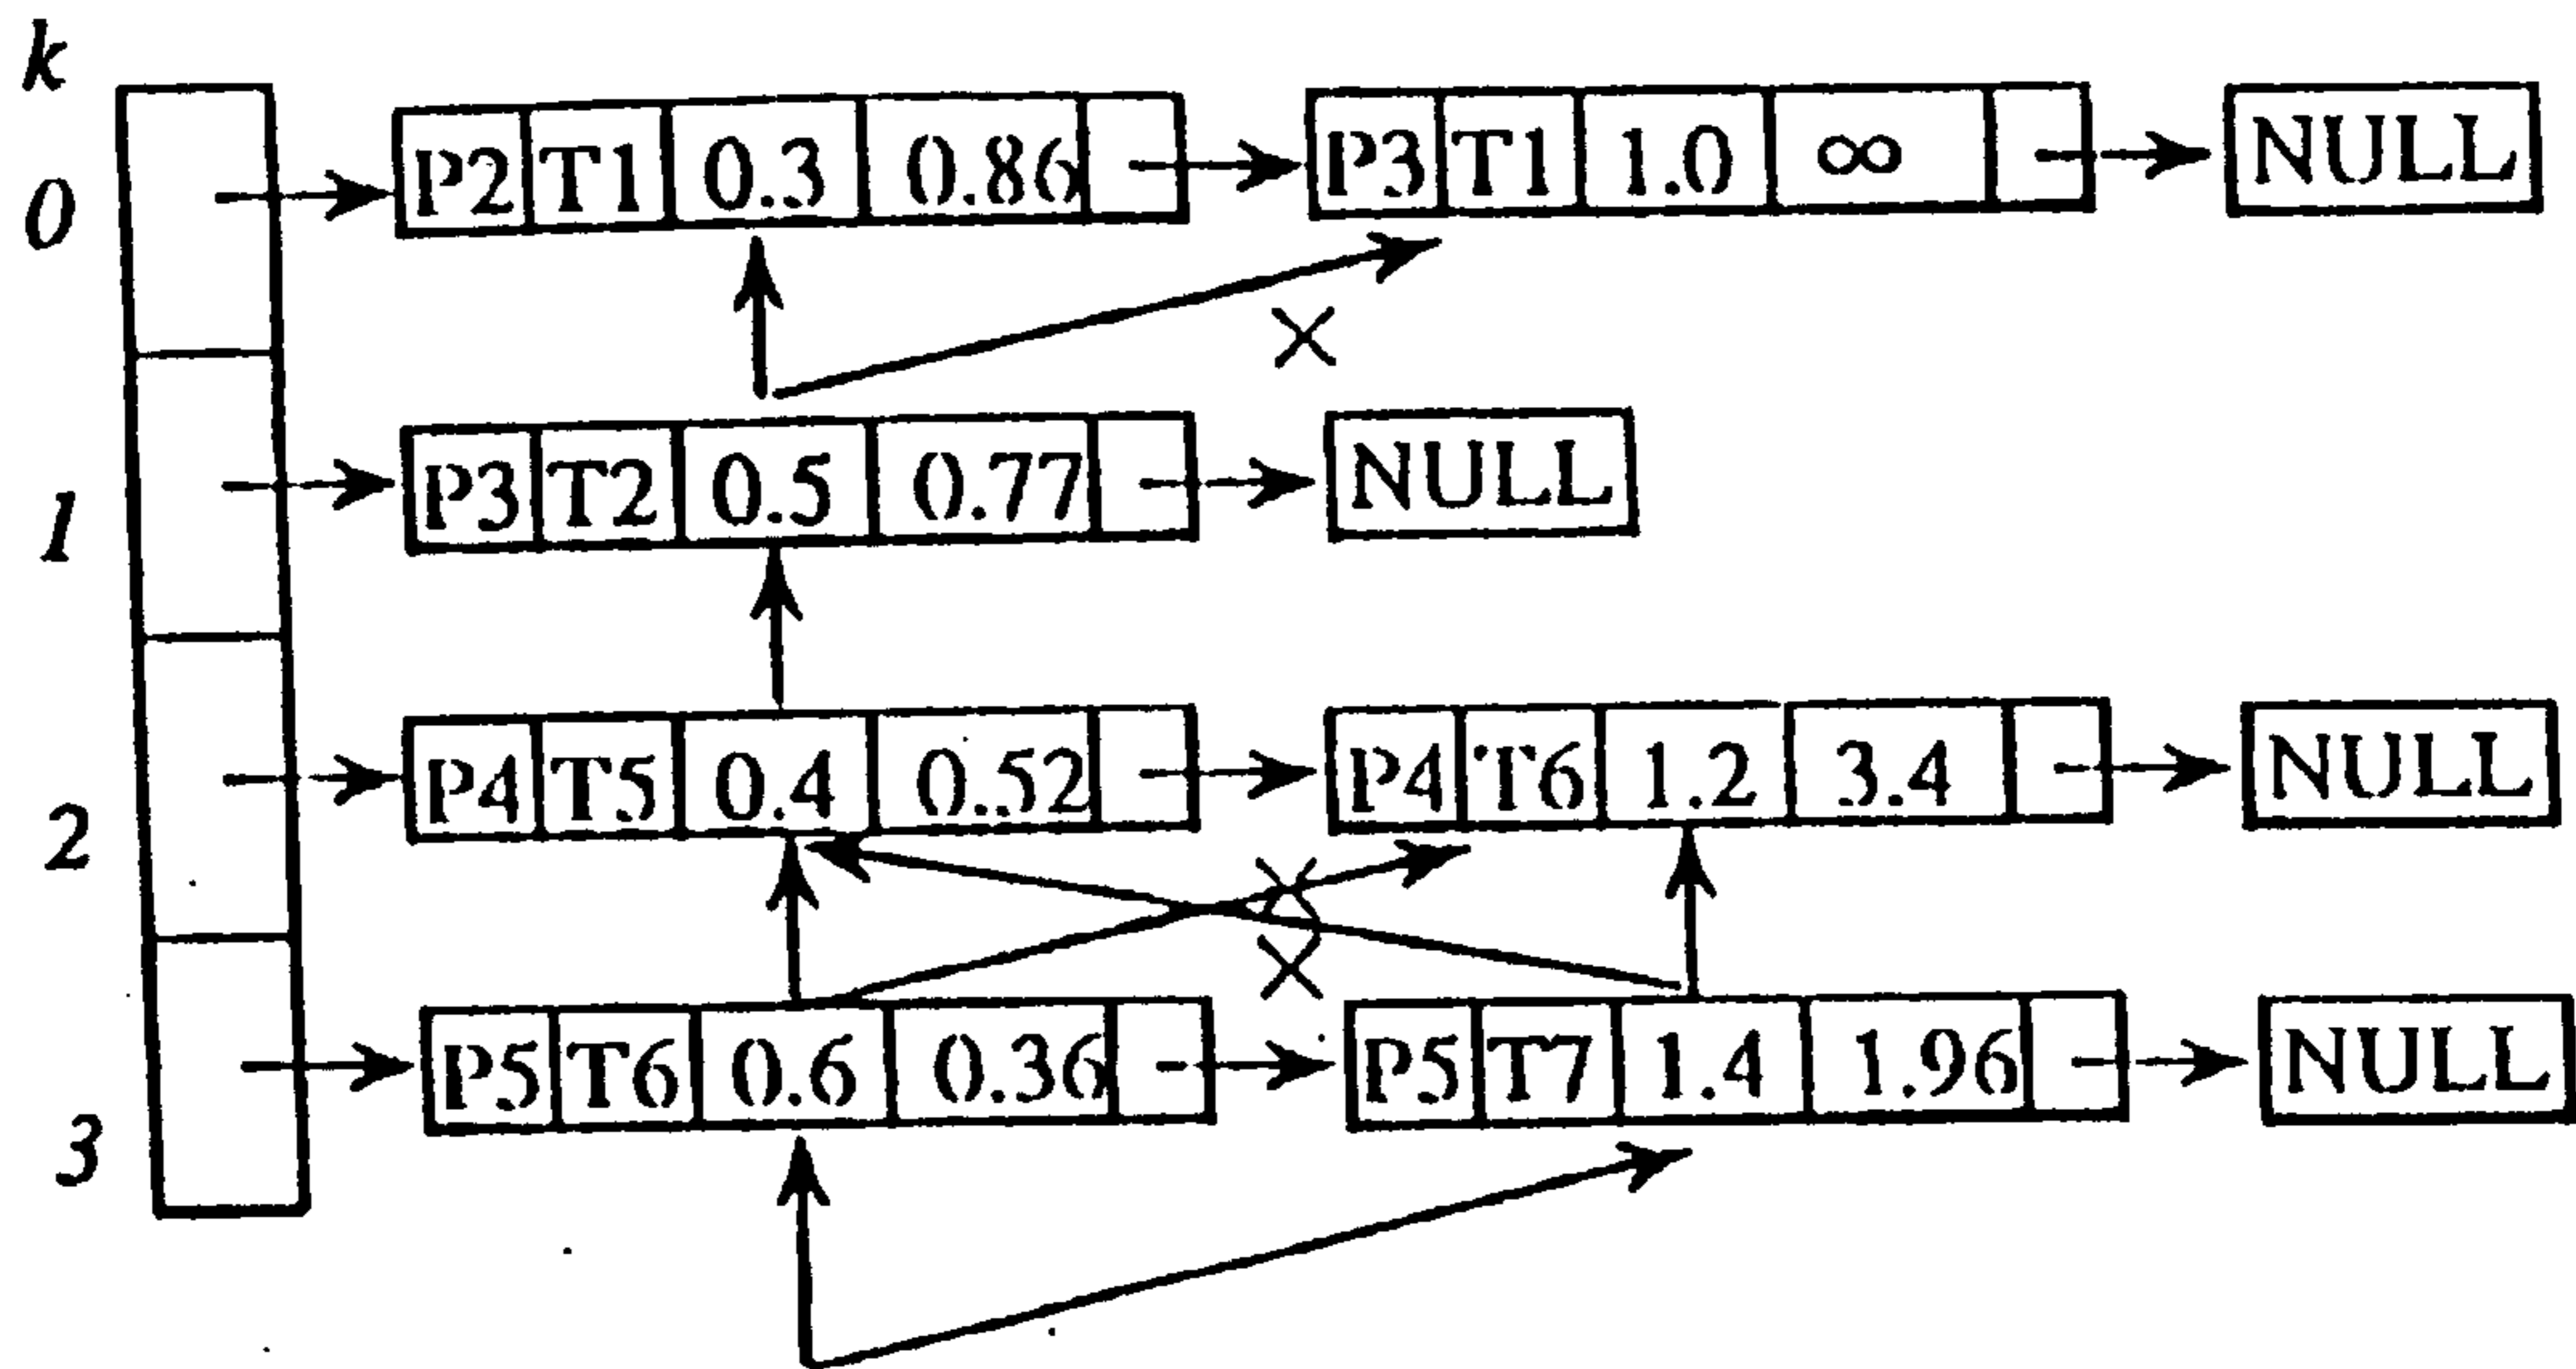 k
0 P2 T1 0.3 0.86 P3 T1 1.0 ∞ NULL
1 P3 T2 0.5 0.77 NULL
2 P4 T5 0.4 0.52 P4 T6 1.2 3.4 NULL
3 P5 T6 0.6 0.36 P5 T7 1.4 1.96 NULL